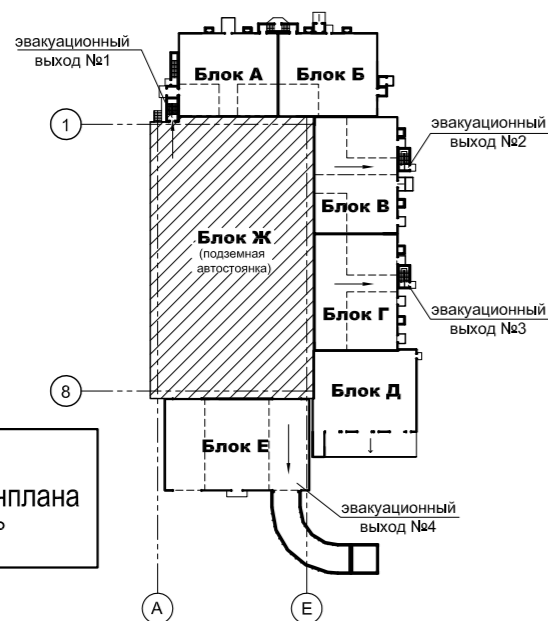 эвакуационный
выход №1
Блок А
Блок Б
1
эвакуационный
выход №2
Блок В
Блок Ж
(подземная
автостоянка)
Блок Г
эвакуационный
выход №3
8
Блок Д
Блок Е
нплана
эвакуационный
выход №4
А
Е